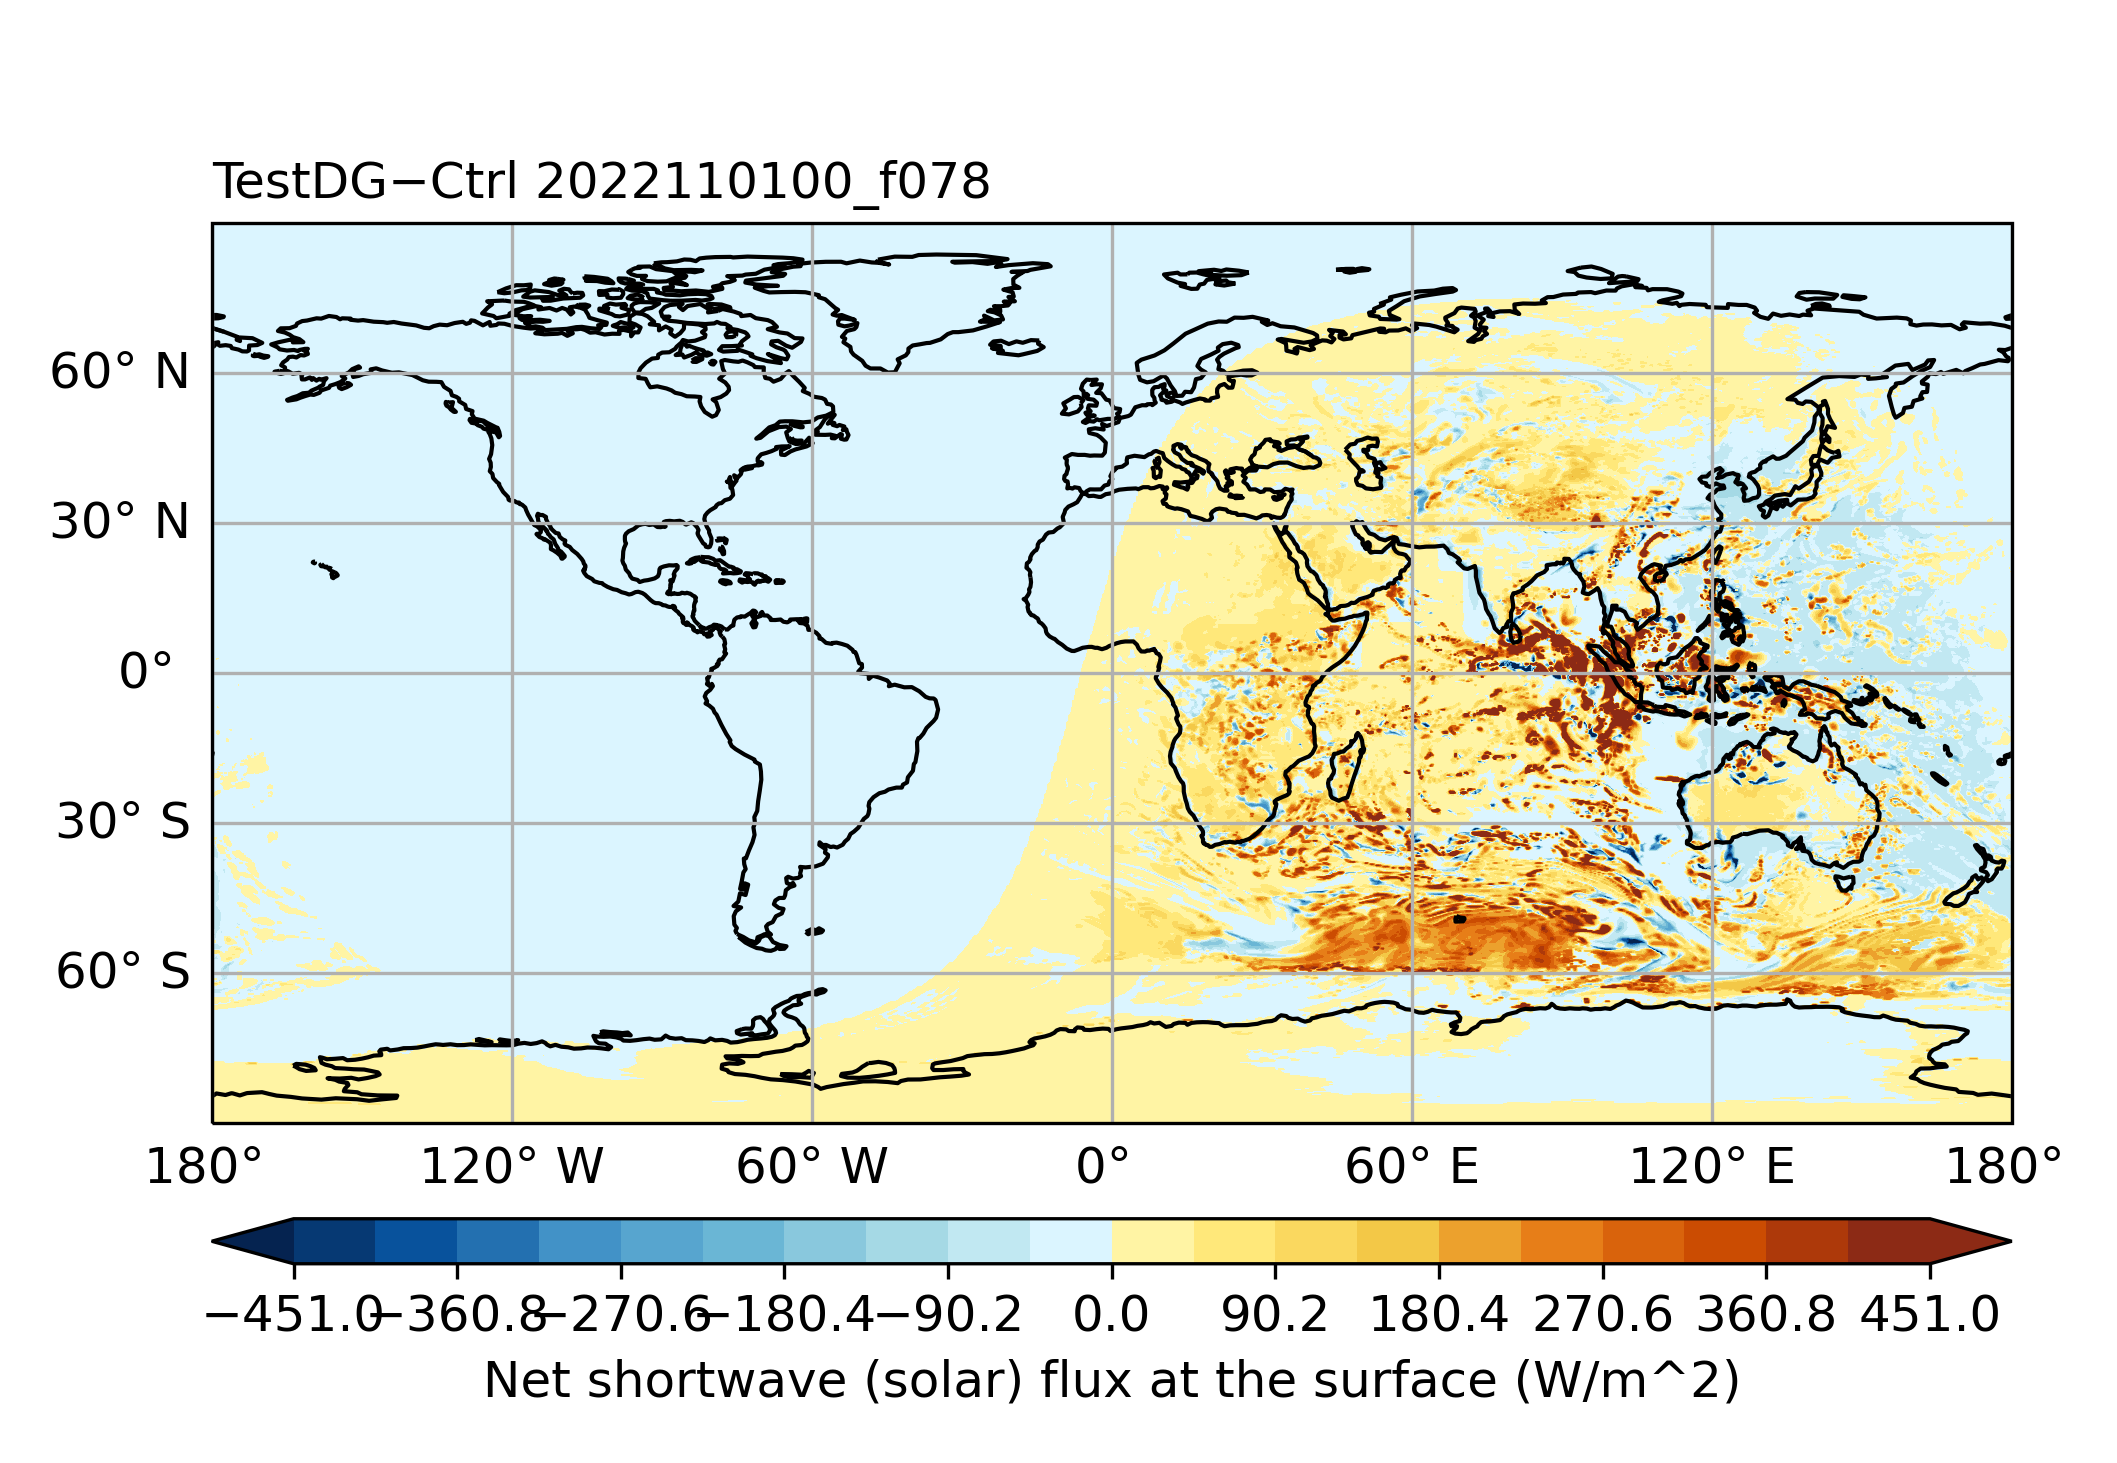 TestDG−Ctrl 2022110100_f078
60° N
30° N
0°
30° S
60° S
180° 120° W 60° W 0° 60° E 120° E 180°
−451.0 −360.8 −270.6 −180.4 −90.2 0.0 90.2 180.4 270.6 360.8 451.0
Net shortwave (solar) flux at the surface (W/m^2)